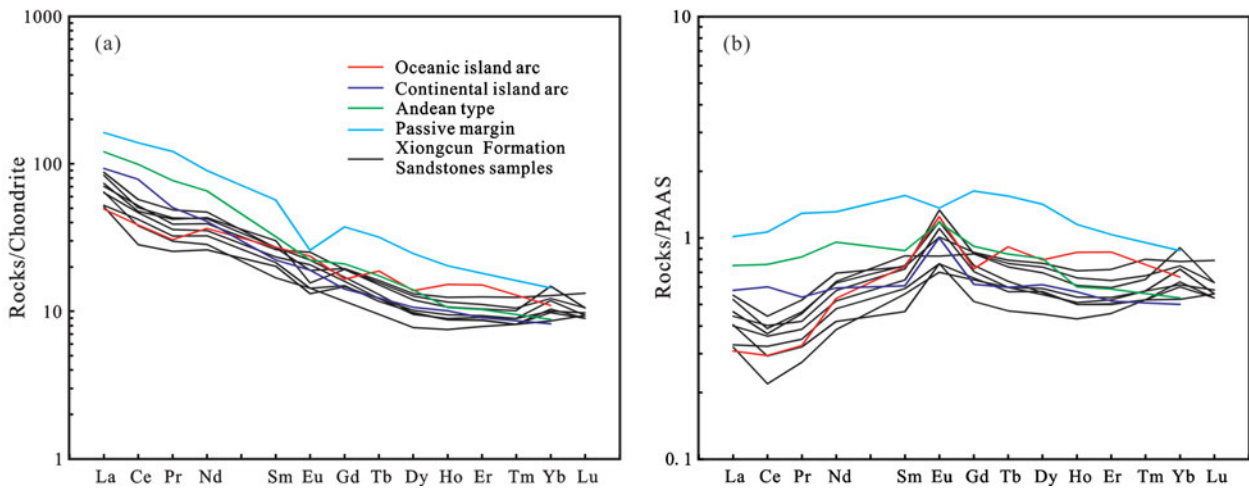 (a)
1000
100
10
1
Rocks/Chondrite
Oceanic island arc
Continental island arc
Andean type
Passive margin
Xiongcun Formation
Sandstones samples
La Ce Pr Nd Sm Eu Gd Tb Dy Ho Er Tm Yb Lu
(b)
10
1
0.1
Rocks/PAAS
La Ce Pr Nd Sm Eu Gd Tb Dy Ho Er Tm Yb Lu